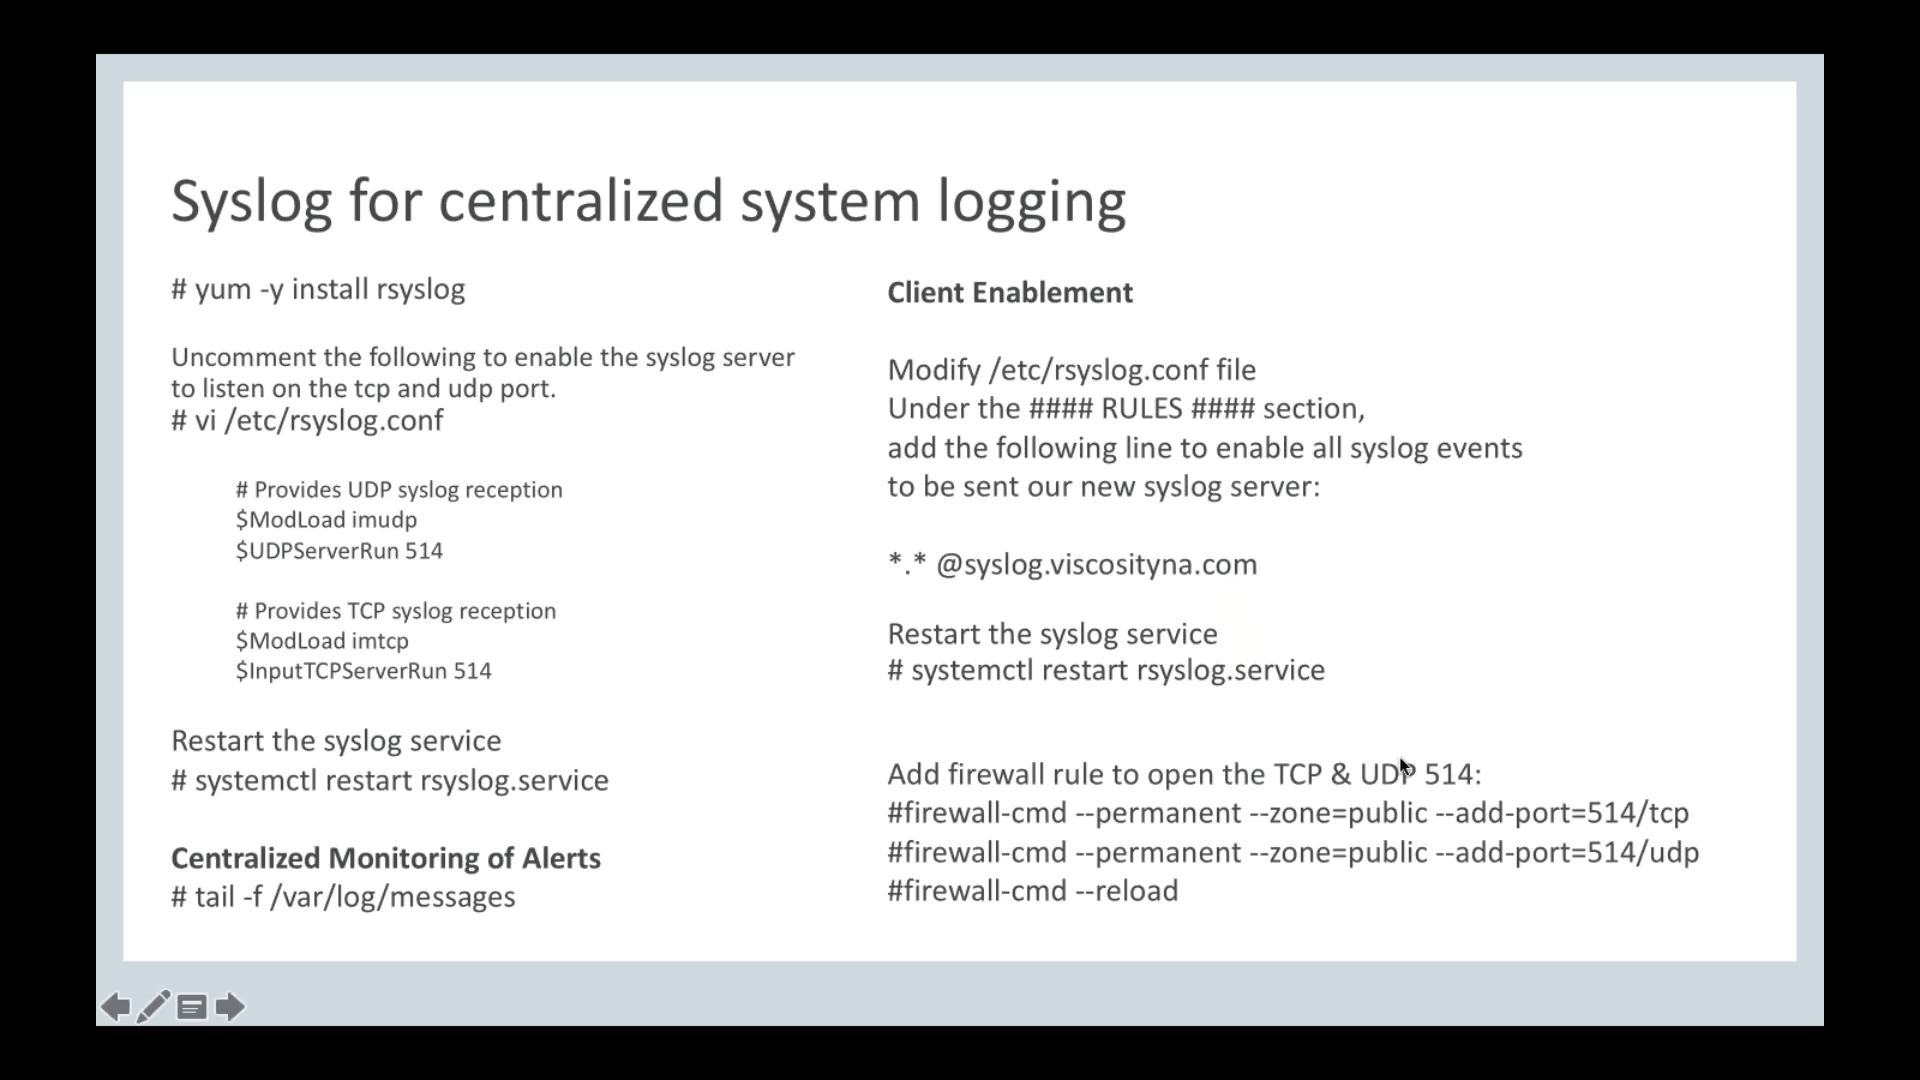 Syslog for centralized system logging
# yum -y install rsyslog
Uncomment the following to enable the syslog server
to listen on the tcp and udp port.
# vi /etc/rsyslog.conf
# Provides UDP syslog reception
$ModLoad imudp
$UDPServerRun 514
# Provides TCP syslog reception
$ModLoad imtcp
$InputTCPServerRun 514
Restart the syslog service
# systemctl restart rsyslog.service
Centralized Monitoring of Alerts
# tail -f /var/log/messages
Client Enablement
Modify /etc/rsyslog.conf file
Under the #### RULES #### section,
add the following line to enable all syslog events
to be sent our new syslog server:
*.* @syslog.viscosityna.com
Restart the syslog service
# systemctl restart rsyslog.service
Add firewall rule to open the TCP & UDP 514:
#firewall-cmd --permanent --zone=public --add-port=514/tcp
#firewall-cmd --permanent --zone=public --add-port=514/udp
#firewall-cmd --reload